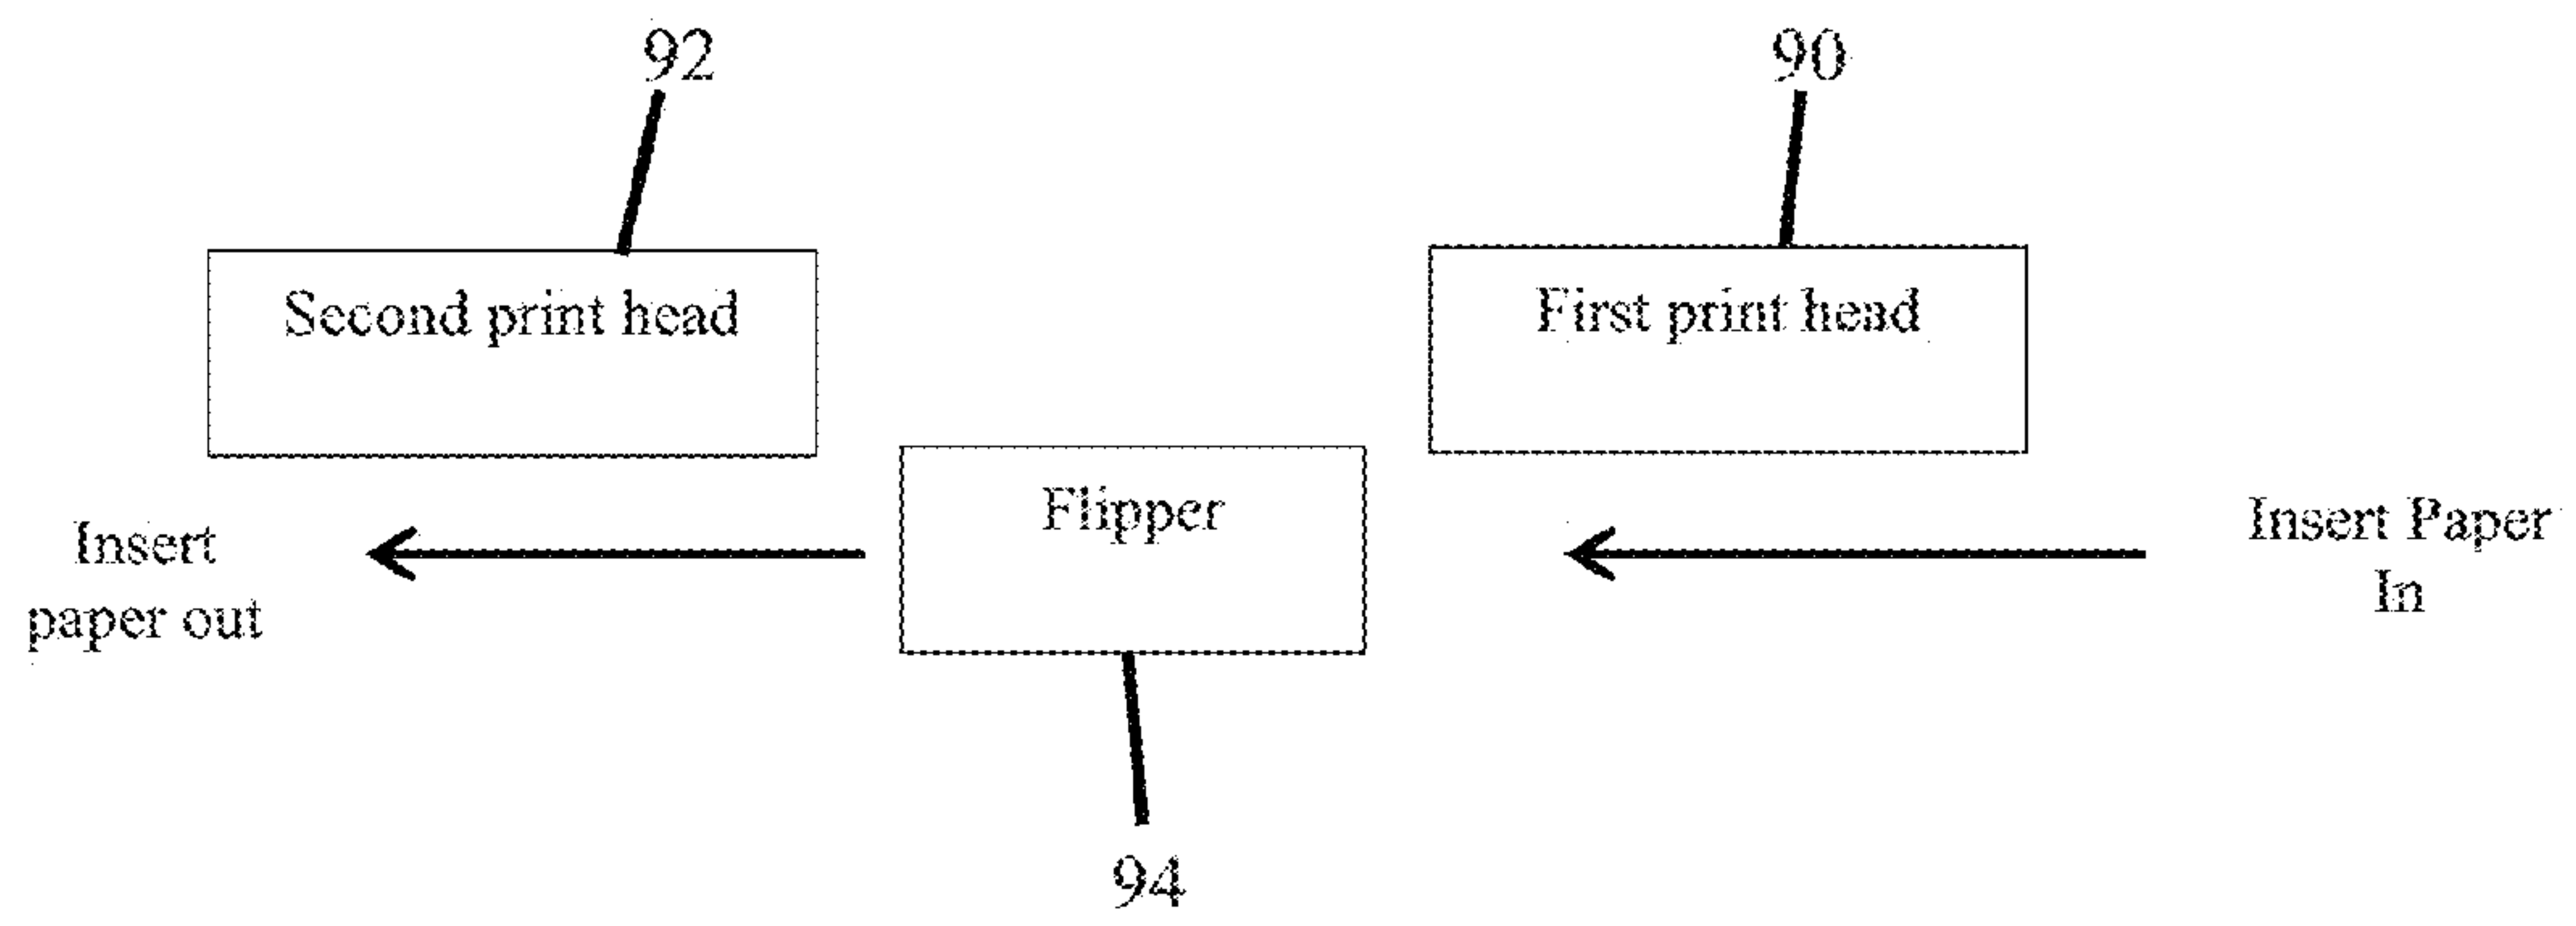 92
90
Second print head
First print head
Flipper
Insert
paper out
Insert Paper
In
94